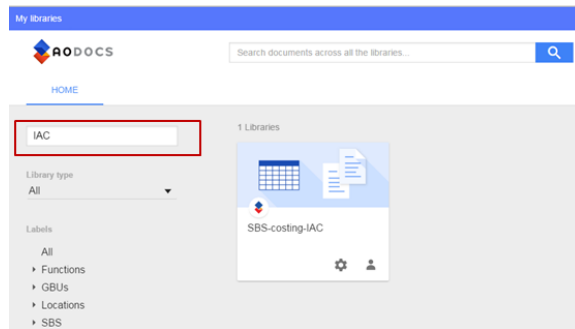 My libraries
AODOCS
Search documents across all the libraries...
HOME
IAC
1 Libraries
Library type
All
SBS-costing-IAC
Labels
All
Functions
GBUs
Locations
SBS